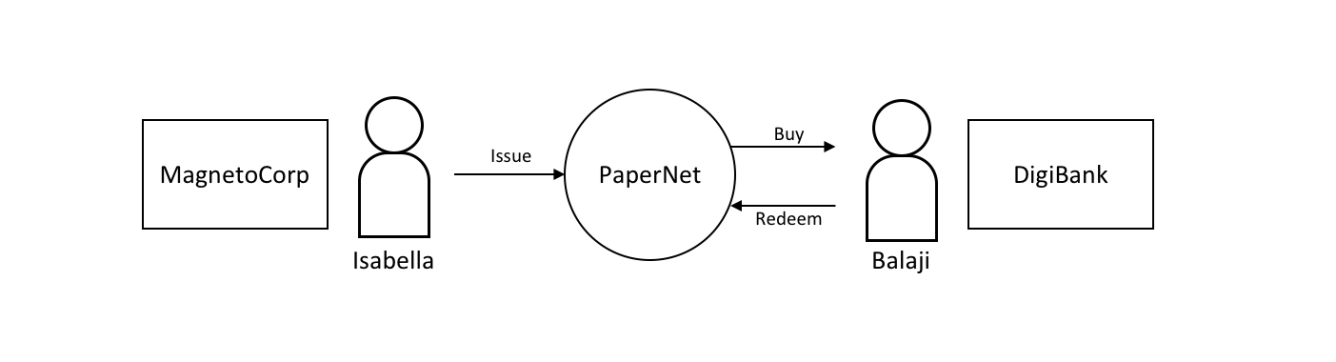 MagnetoCorp
Isabella
Issue
PaperNet
Buy
Redeem
Balaji
DigiBank